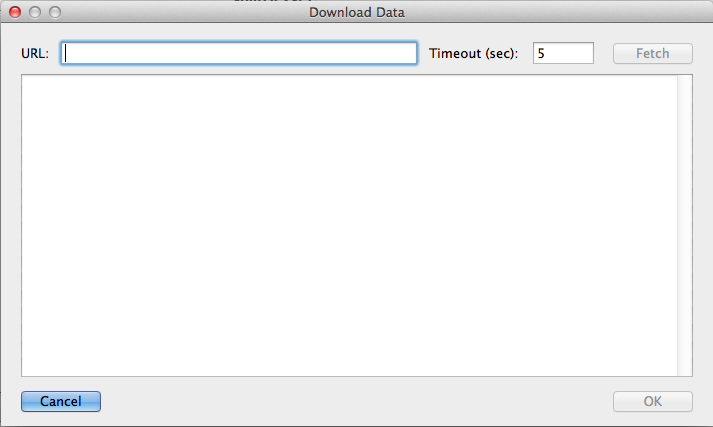 Download Data
URL: Timeout (sec): 5 Fetch
Cancel OK